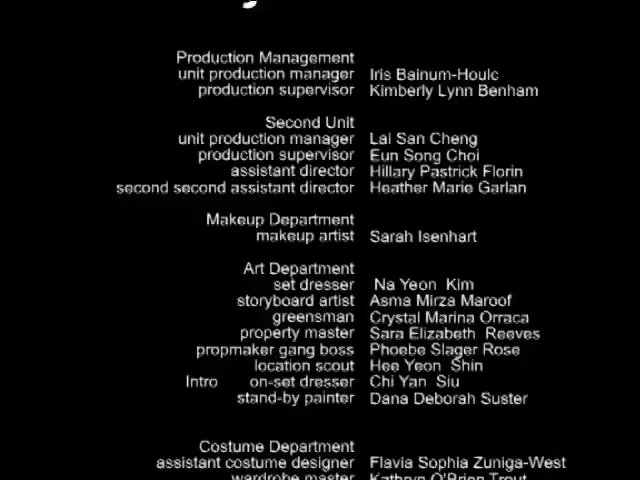 Production Management
unit production manager Iris Bainum-Houle
production supervisor Kimberly Lynn Benham
Second Unit
unit production manager Lai San Cheng
production supervisor Eun Song Choi
assistant director Hillary Pastrick Florin
second second assistant director Heather Marie Garlan
Makeup Department
makeup artist Sarah Isenhart
Art Department
set dresser Na Yeon Kim
storyboard artist Asma Mirza Maroof
greensman Crystal Marina Orraca
property master Sara Elizabeth Reeves
propmaker gang boss Phoebe Slager Rose
location scout Hee Yeon Shin
Intro on-set dresser Chi Yan Siu
stand-by painter Dana Deborah Suster
Costume Department
assistant costume designer Flavia Sophia Zuniga-West
wardrobe master Kathryn O'Brien Trout